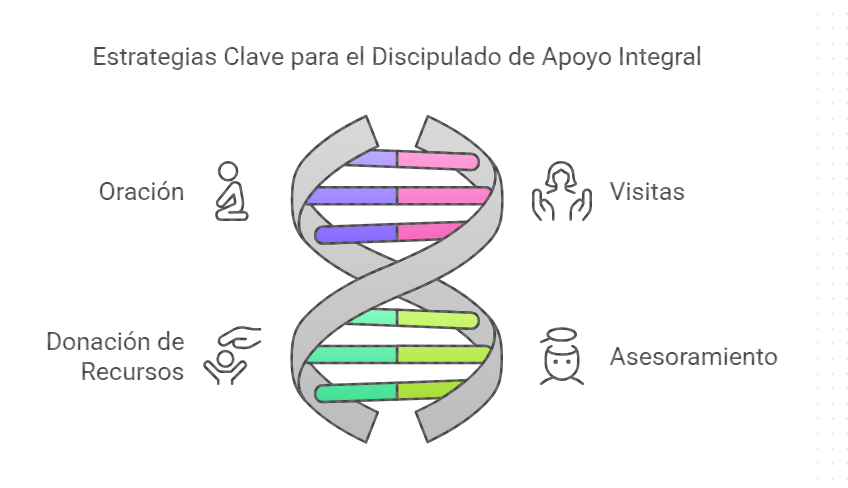 Estrategias Clave para el Discipulado de Apoyo Integral
Oración
Visitas
Donación de
Recursos
Asesoramiento